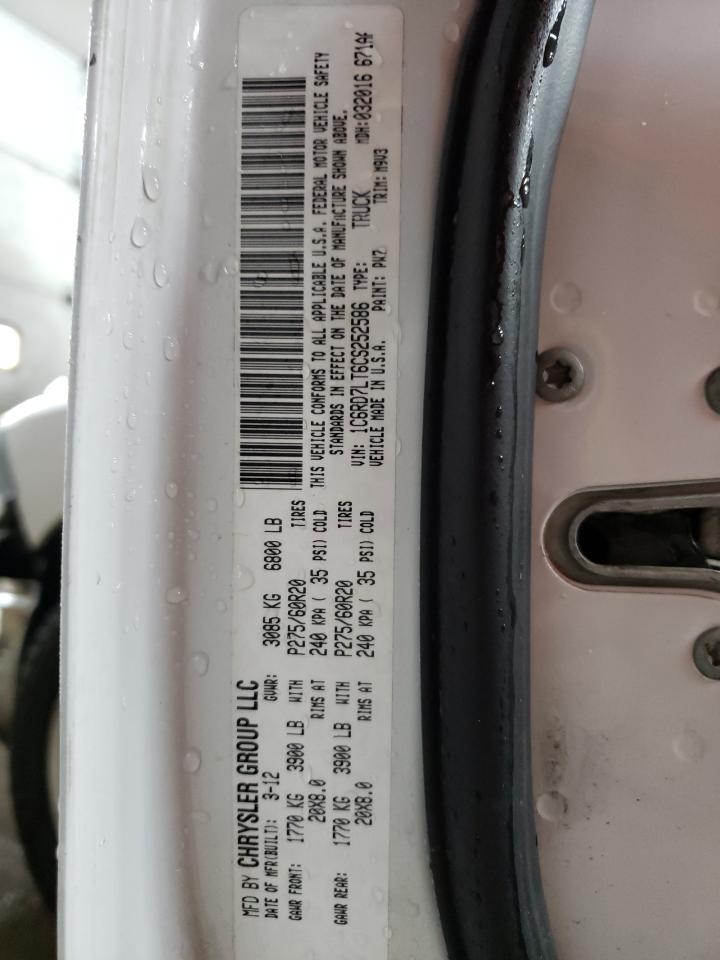 MFD BY CHRYSLER GROUP LLC
DATE OF MFR(BUILT): 3-12 GVWR: 3085 KG 6800 LB
GAWR FRONT: 1770 KG 3900 LB WITH P275/60R20 TIRES
20X8.0 RIMS AT 240 KPA ( 35 PSI) COLD
GAWR REAR: 1770 KG 3900 LB WITH P275/60R20 TIRES
20X8.0 RIMS AT 240 KPA ( 35 PSI) COLD
THIS VEHICLE CONFORMS TO ALL APPLICABLE U.S.A. FEDERAL MOTOR VEHICLE SAFETY
STANDARDS IN EFFECT ON THE DATE OF MANUFACTURE SHOWN ABOVE.
VIN: 1C6RD7LT6CS252586 TYPE: TRUCK MDH:032016 671A#
VEHICLE MADE IN U.S.A. PAINT: PW7 TRIM: M9V3